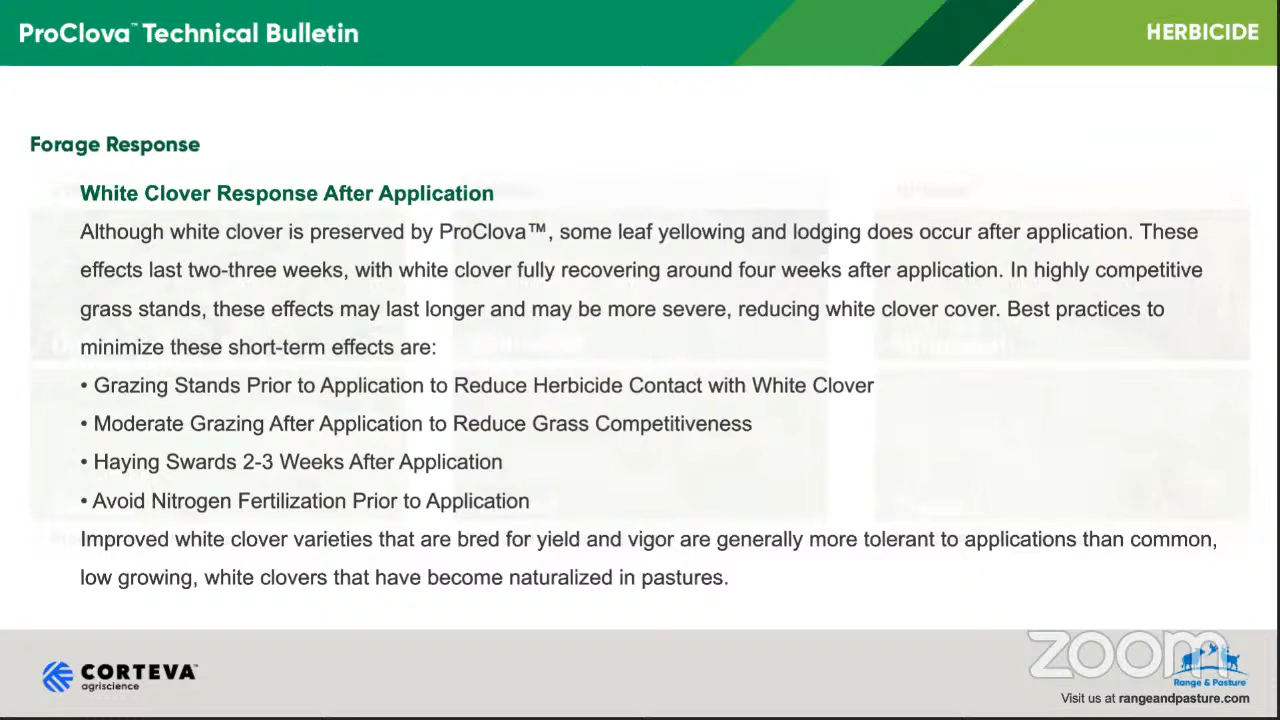 ProClova™ Technical Bulletin
HERBICIDE
Forage Response
White Clover Response After Application
Although white clover is preserved by ProClova™, some leaf yellowing and lodging does occur after application. These
effects last two-three weeks, with white clover fully recovering around four weeks after application. In highly competitive
grass stands, these effects may last longer and may be more severe, reducing white clover cover. Best practices to
minimize these short-term effects are:
• Grazing Stands Prior to Application to Reduce Herbicide Contact with White Clover
• Moderate Grazing After Application to Reduce Grass Competitiveness
• Haying Swards 2-3 Weeks After Application
• Avoid Nitrogen Fertilization Prior to Application
Improved white clover varieties that are bred for yield and vigor are generally more tolerant to applications than common,
low growing, white clovers that have become naturalized in pastures.
CORTEVA™
agriscience
zoom
Range & Pasture
Visit us at rangeandpasture.com